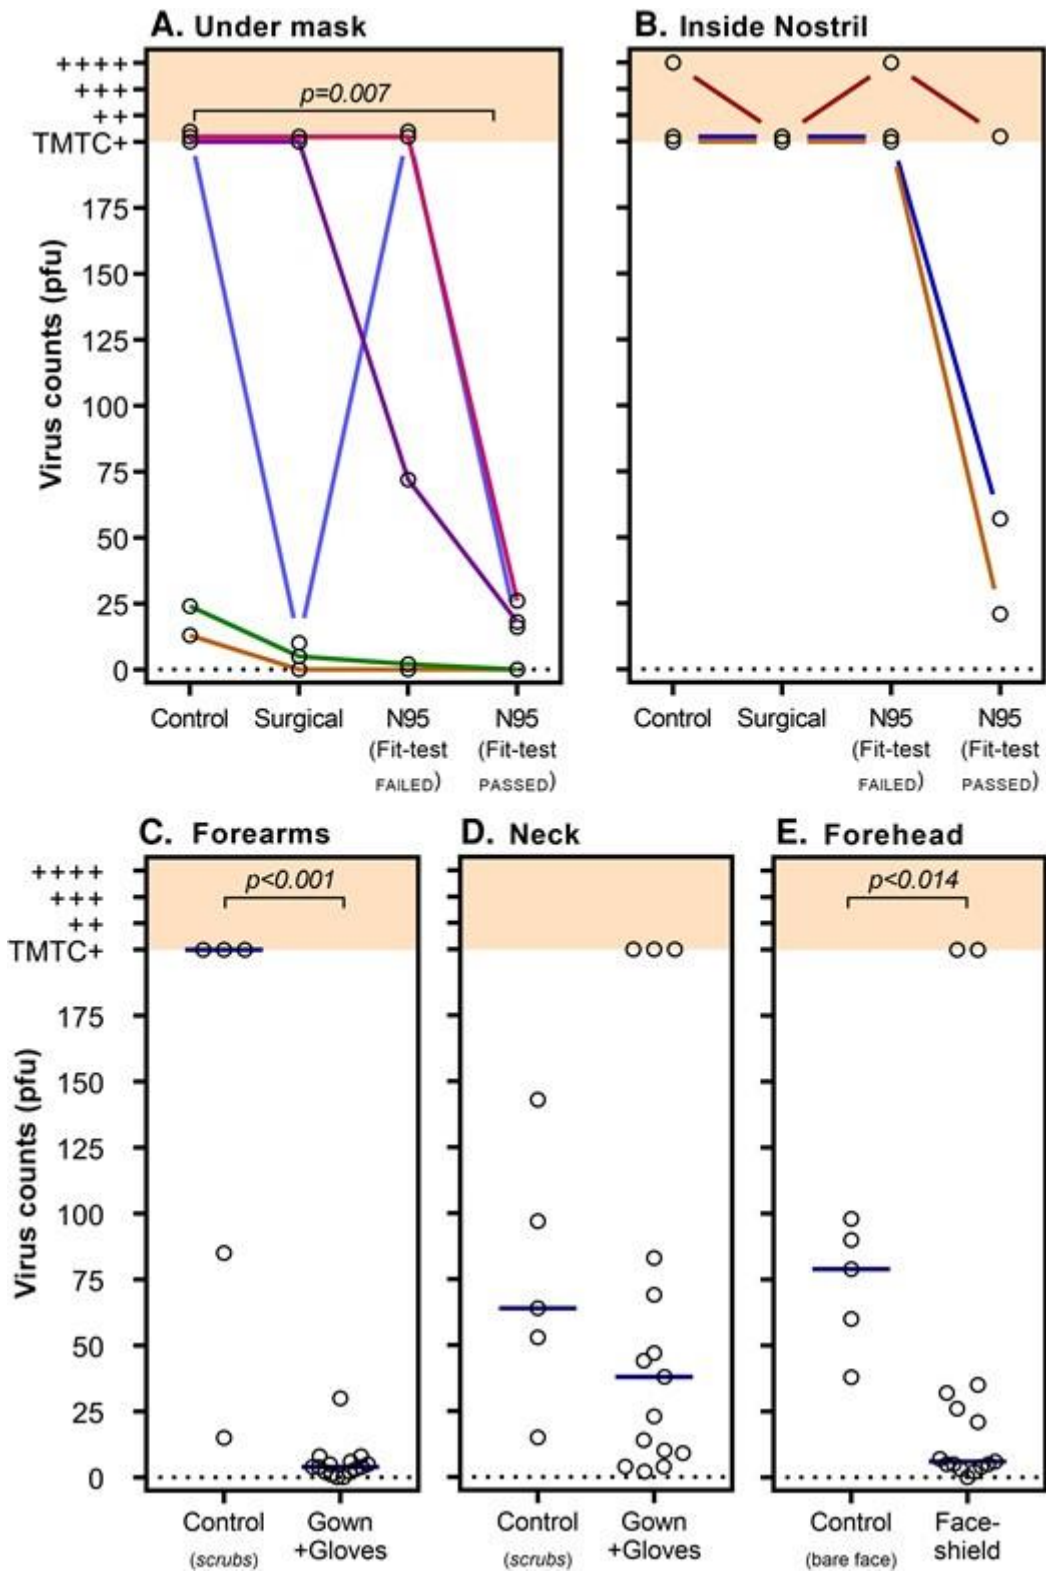 A. Under mask
B. Inside Nostril
++++
+++
++
TMTC+
175
150
125
100
75
50
25
0
Virus counts (pfu)
p=0.007
Control
Surgical
N95
(Fit-test
FAILED)
N95
(Fit-test
PASSED)
Control
Surgical
N95
(Fit-test
FAILED)
N95
(Fit-test
PASSED)
C. Forearms
D. Neck
E. Forehead
++++
+++
++
TMTC+
175
150
125
100
75
50
25
0
Virus counts (pfu)
p<0.001
p<0.014
Control
(scrubs)
Gown
+Gloves
Control
(scrubs)
Gown
+Gloves
Control
(bare face)
Face-
shield